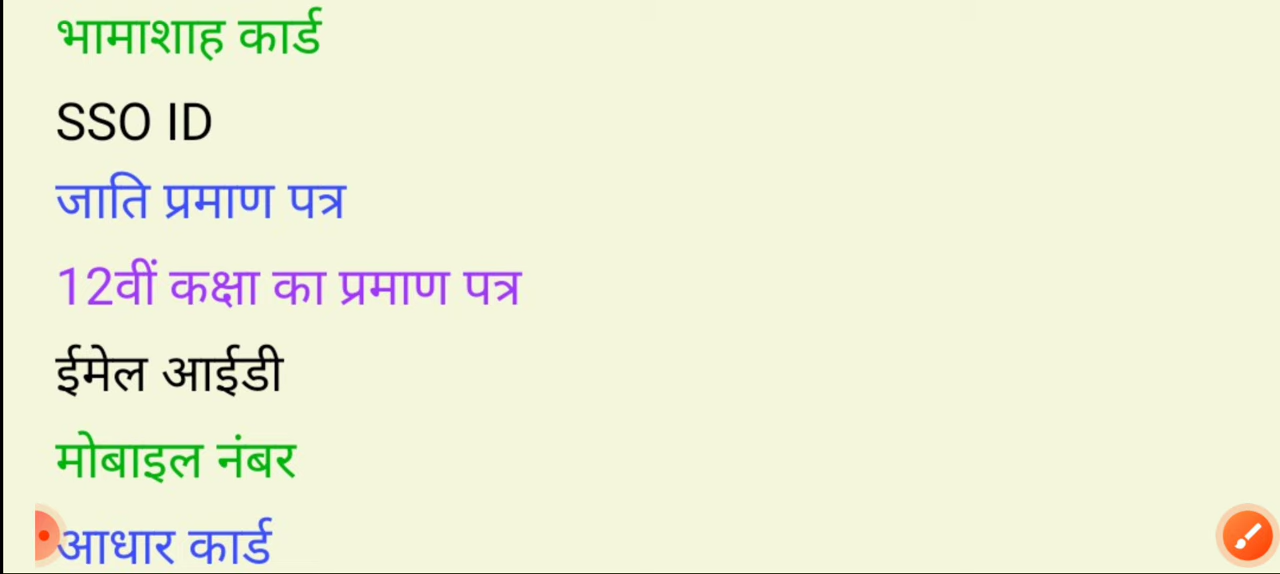 भामाशाह कार्ड
SSO ID
जाति प्रमाण पत्र
12वीं कक्षा का प्रमाण पत्र
ईमेल आईडी
मोबाइल नंबर
आधार कार्ड